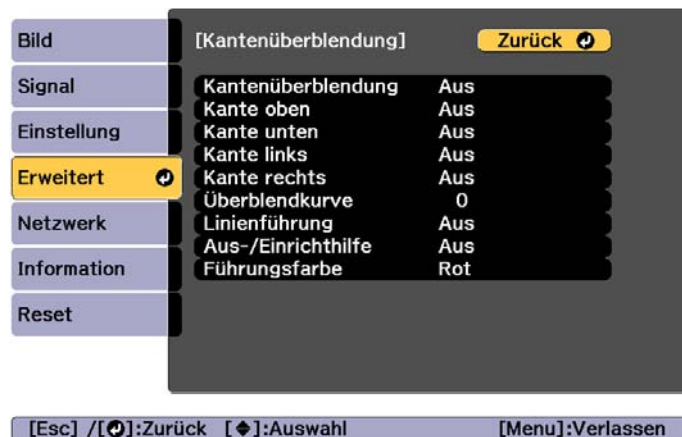 Bild
Signal
Einstellung
Erweitert
Netzwerk
Information
Reset
[Kantenüberblendung] Zurück
Kantenüberblendung Aus
Kante oben Aus
Kante unten Aus
Kante links Aus
Kante rechts Aus
Überblendkurve 0
Linienführung Aus
Aus-/Einrichthilfe Aus
Führungsfarbe Rot
[Esc] /[↵]:Zurück [◆]:Auswahl [Menu]:Verlassen